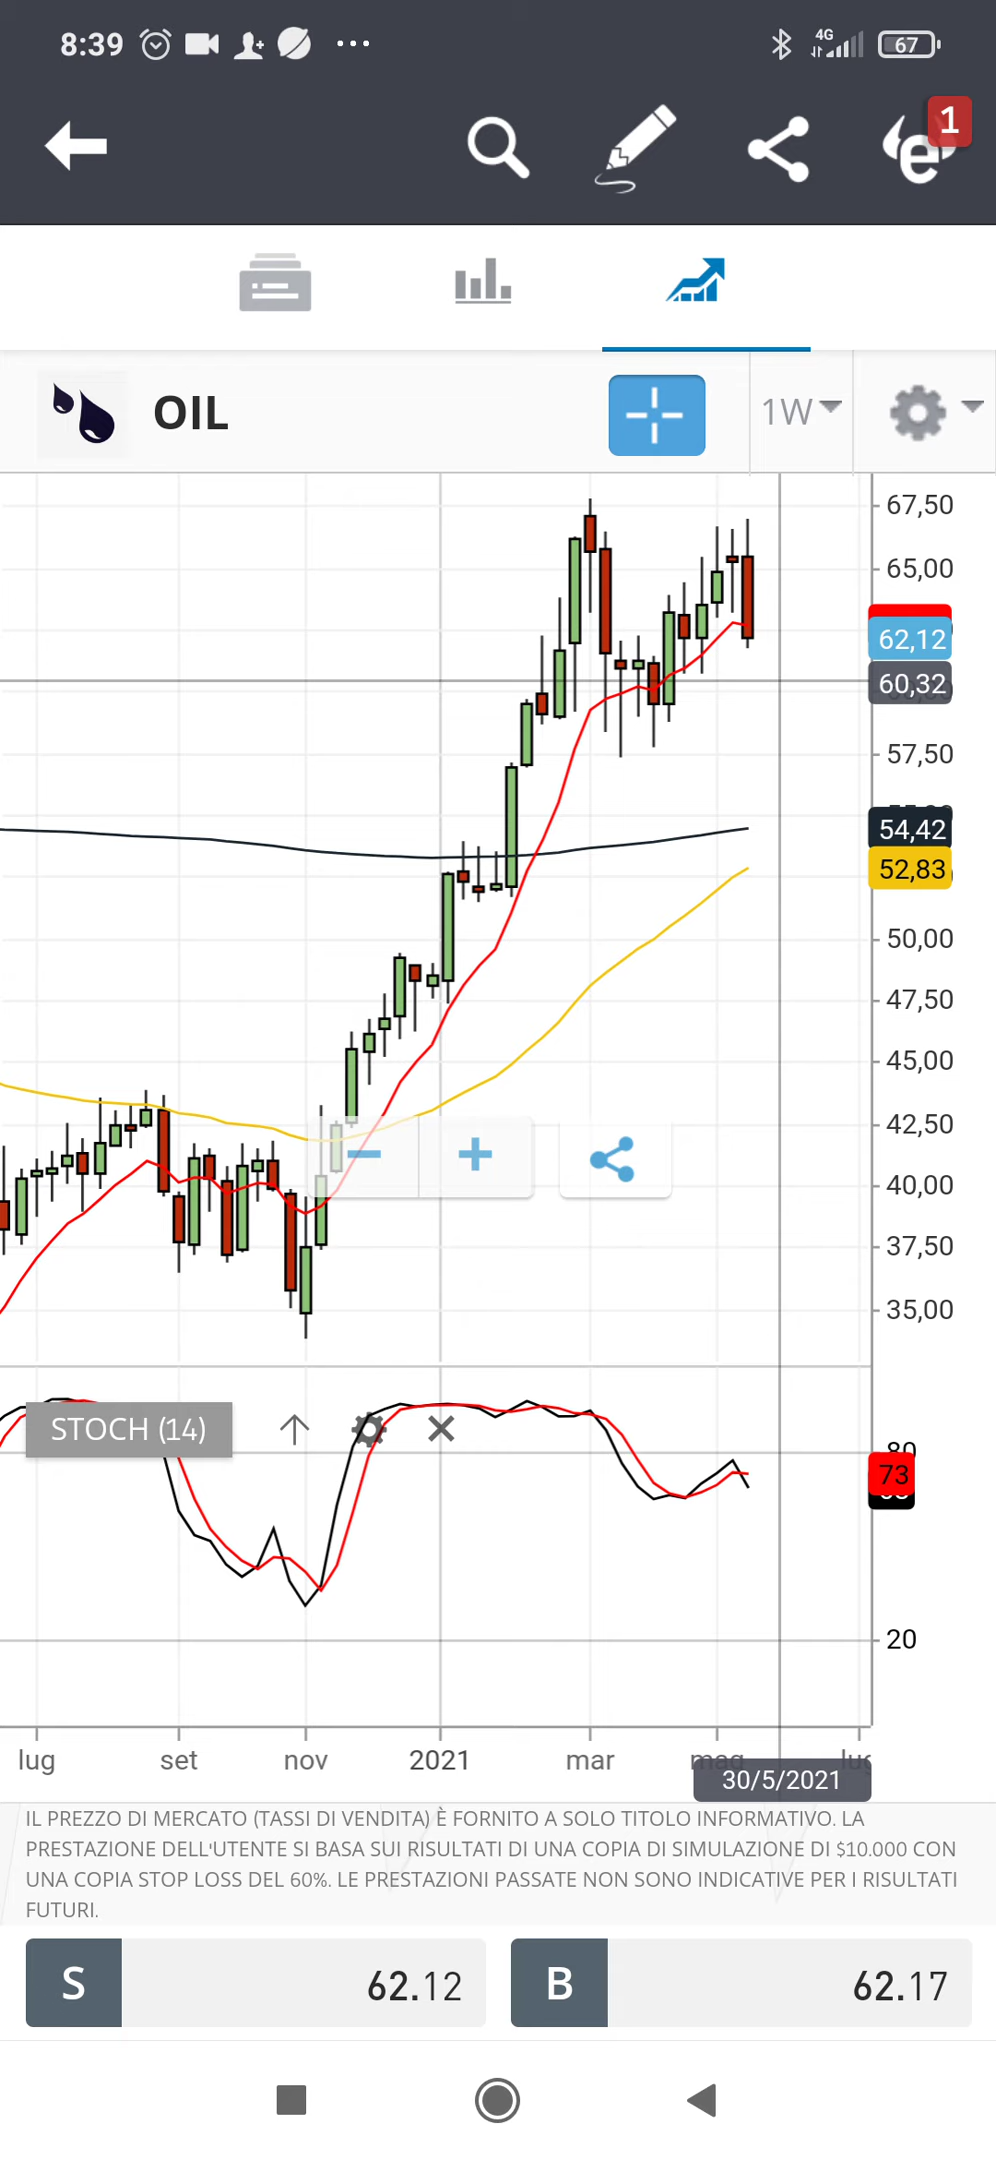 8:39
4G
67
1
e
OIL
1W
67,50
65,00
62,12
60,32
57,50
54,42
52,83
50,00
47,50
45,00
42,50
40,00
37,50
35,00
STOCH (14)
80
73
20
lug set nov 2021 mar mag lug
30/5/2021
IL PREZZO DI MERCATO (TASSI DI VENDITA) È FORNITO A SOLO TITOLO INFORMATIVO. LA
PRESTAZIONE DELL'UTENTE SI BASA SUI RISULTATI DI UNA COPIA DI SIMULAZIONE DI $10.000 CON
UNA COPIA STOP LOSS DEL 60%. LE PRESTAZIONI PASSATE NON SONO INDICATIVE PER I RISULTATI
FUTURI.
S 62.12 B 62.17